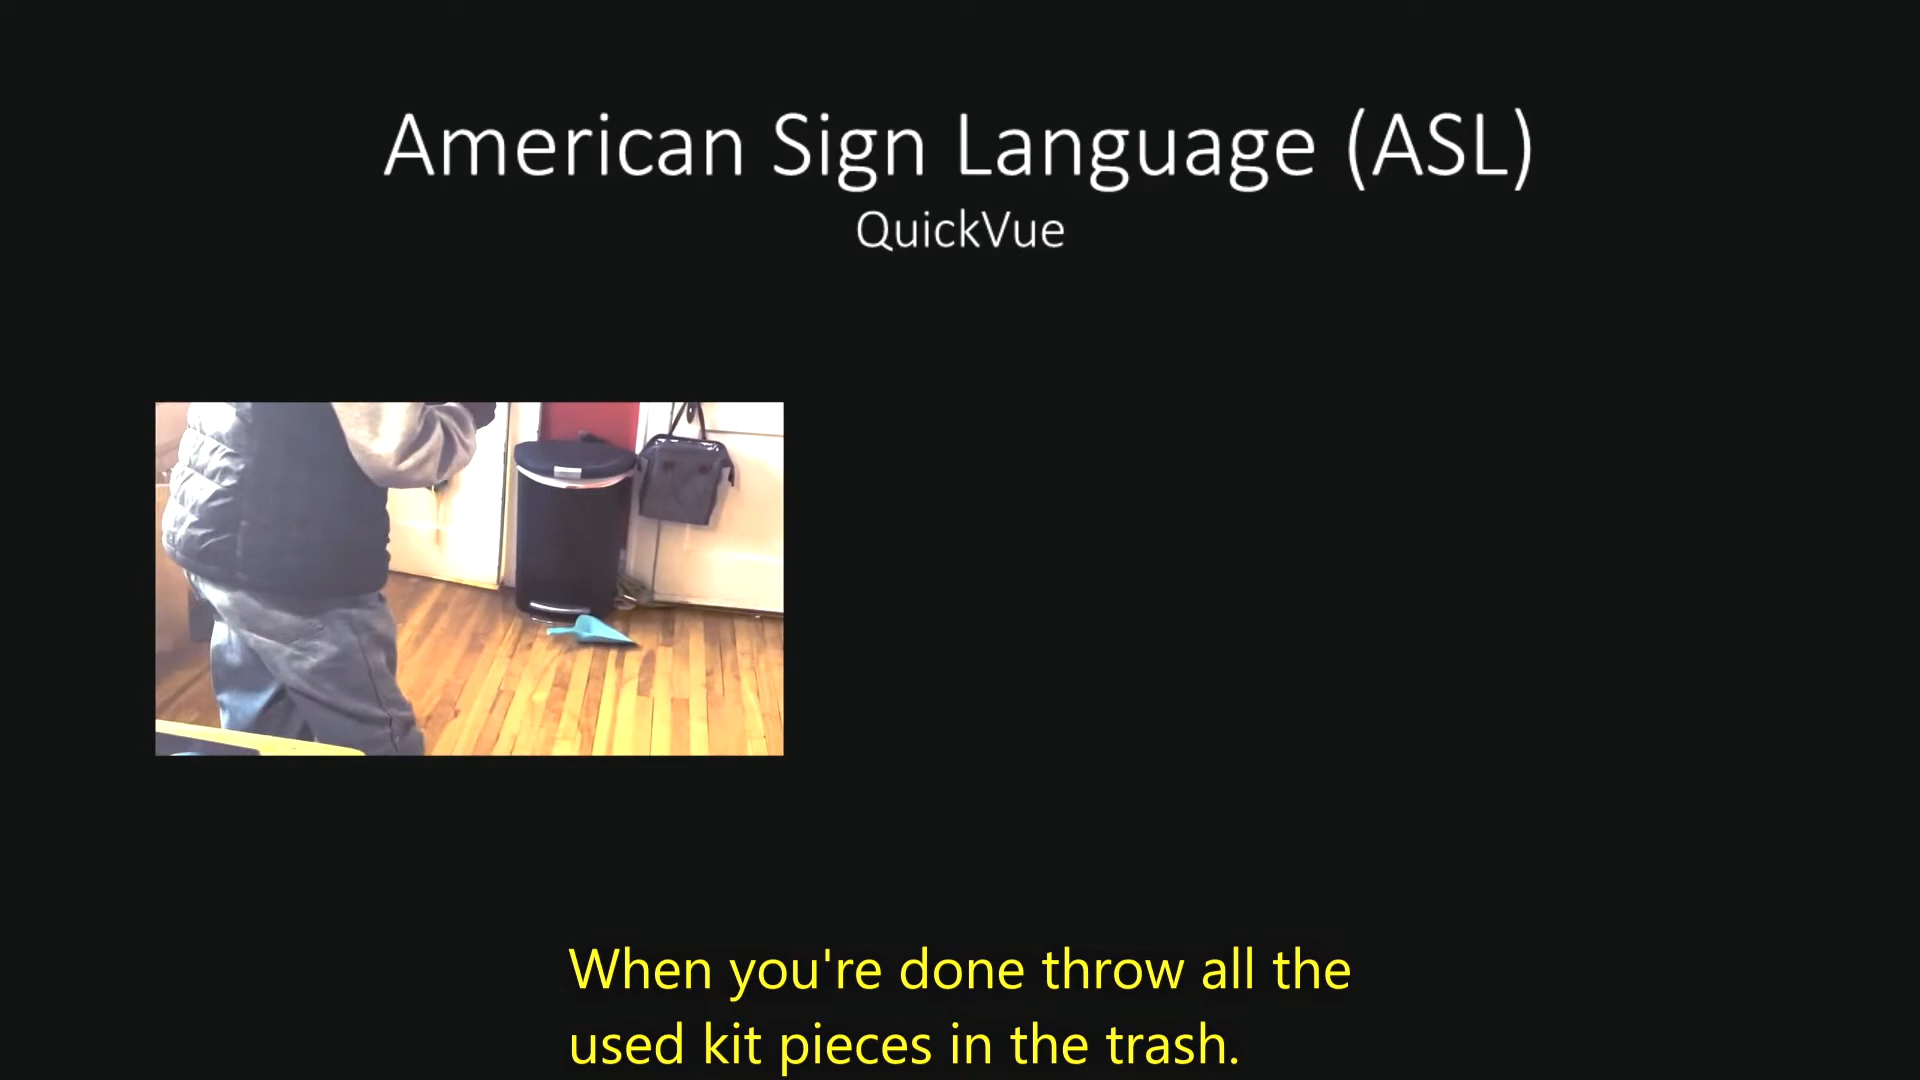 American Sign Language (ASL)
QuickVue
When you're done throw all the
used kit pieces in the trash.